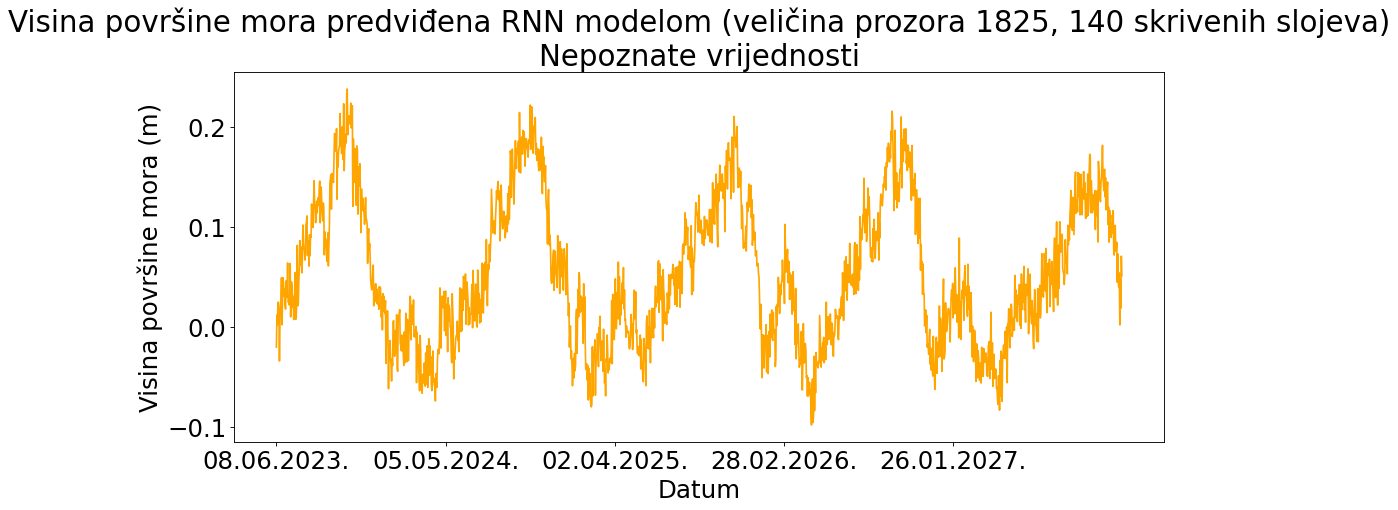 Visina površine mora predviđena RNN modelom (veličina prozora 1825, 140 skrivenih slojeva)
Nepoznate vrijednosti
Visina površine mora (m)
0.2
0.1
0.0
−0.1
08.06.2023. 05.05.2024. 02.04.2025. 28.02.2026. 26.01.2027.
Datum